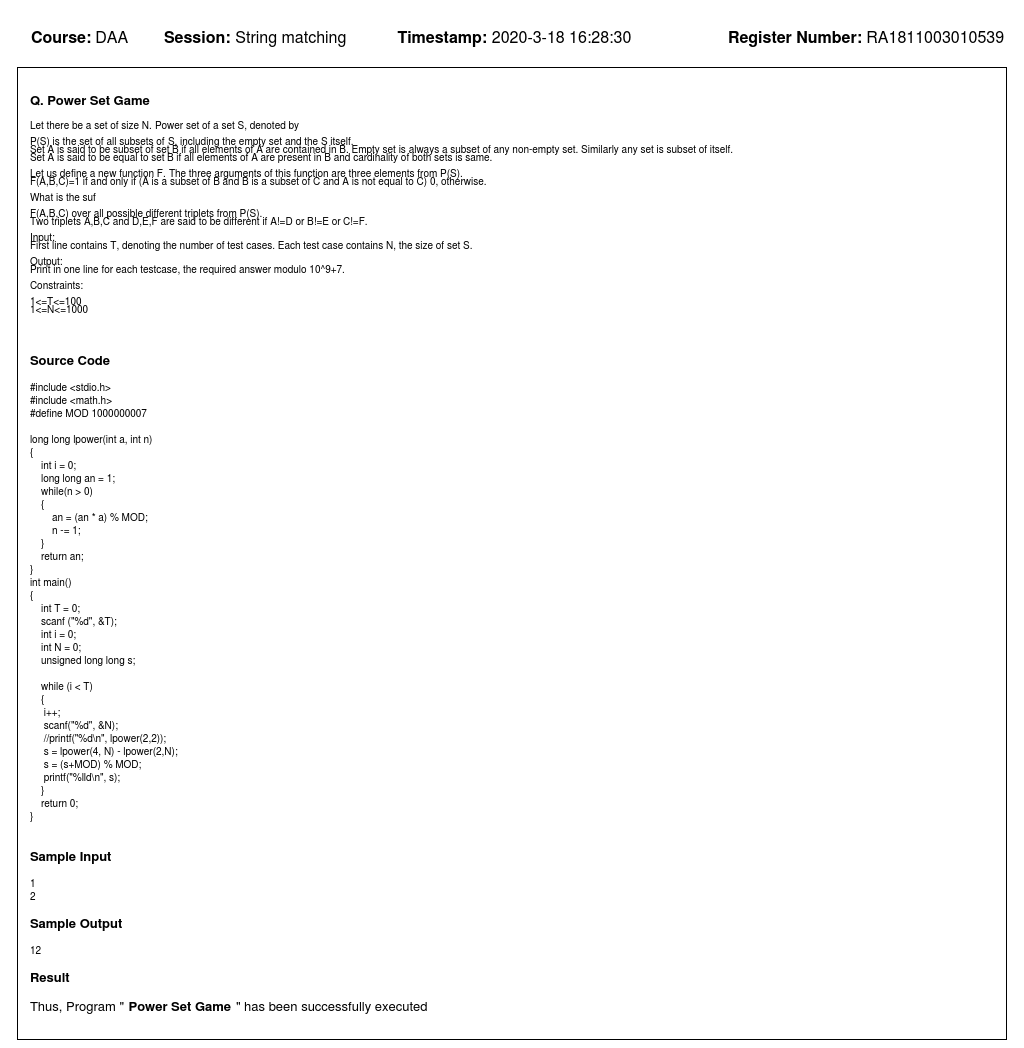 Course: DAA Session: String matching Timestamp: 2020-3-18 16:28:30 Register Number: RA1811003010539
Q. Power Set Game
Let there be a set of size N. Power set of a set S, denoted by
P(S) is the set of all subsets of S, including the empty set and the S itself.
Set A is said to be subset of set B if all elements of A are contained in B. Empty set is always a subset of any non-empty set. Similarly any set is subset of itself.
Set A is said to be equal to set B if all elements of A are present in B and cardinality of both sets is same.
Let us define a new function F. The three arguments of this function are three elements from P(S).
F(A,B,C)=1 if and only if (A is a subset of B and B is a subset of C and A is not equal to C) 0, otherwise.
What is the suf
F(A,B,C) over all possible different triplets from P(S).
Two triplets A,B,C and D,E,F are said to be different if A!=D or B!=E or C!=F.
Input:
First line contains T, denoting the number of test cases. Each test case contains N, the size of set S.
Output:
Print in one line for each testcase, the required answer modulo 10^9+7.
Constraints:
1<=T<=100
1<=N<=1000
Source Code
#include <stdio.h>
#include <math.h>
#define MOD 1000000007
long long lpower(int a, int n)
{
    int i = 0;
    long long an = 1;
    while(n > 0)
    {
        an = (an * a) % MOD;
        n -= 1;
    }
    return an;
}
int main()
{
    int T = 0;
    scanf ("%d", &T);
    int i = 0;
    int N = 0;
    unsigned long long s;
    while (i < T)
    {
     i++;
     scanf("%d", &N);
     //printf("%d\n", lpower(2,2));
     s = lpower(4, N) - lpower(2,N);
     s = (s+MOD) % MOD;
     printf("%lld\n", s);
    }
    return 0;
}
Sample Input
1
2
Sample Output
12
Result
Thus, Program " Power Set Game " has been successfully executed